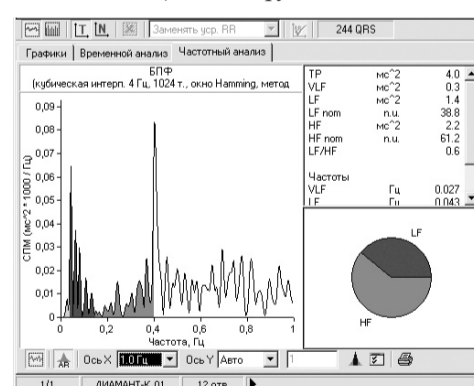 Заменять уср. RR 244 QRS
Графики Временной анализ Частотный анализ
БПФ
(кубическая интерп. 4 Гц, 1024 т., окно Hamming, метод
СПМ (мс^2 * 1000 / Гц)
0,09
0,08
0,07
0,06
0,05
0,04
0,03
0,02
0,01
0
0 0,2 0,4 0,6 0,8 1
Частота, Гц
TP мс^2 4.0
VLF мс^2 0.3
LF мс^2 1.4
LF nom n.u. 38.8
HF мс^2 2.2
HF nom n.u. 61.2
LF/HF 0.6
Частоты
VLF Гц 0.027
LF Гц 0.043
LF
HF
Ось X 1.0 Гц Ось Y Авто 1
1/1 ДИАМАНТ-К 01 12 отв